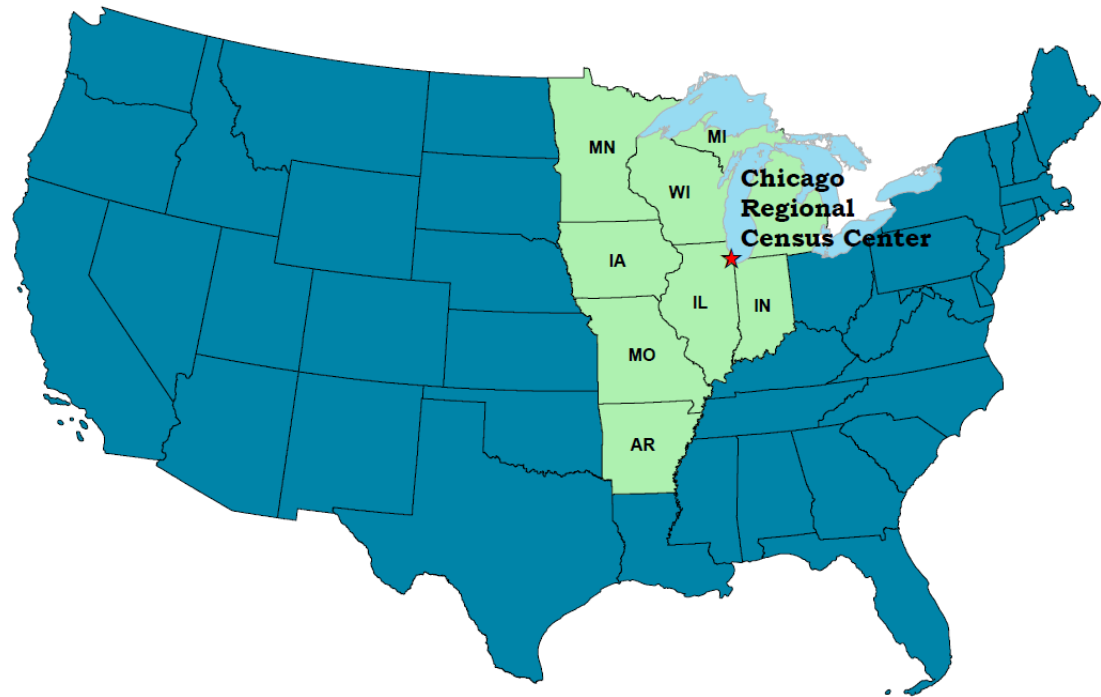 MN
MI
WI
Chicago
Regional
Census Center
IA
IL
IN
MO
AR